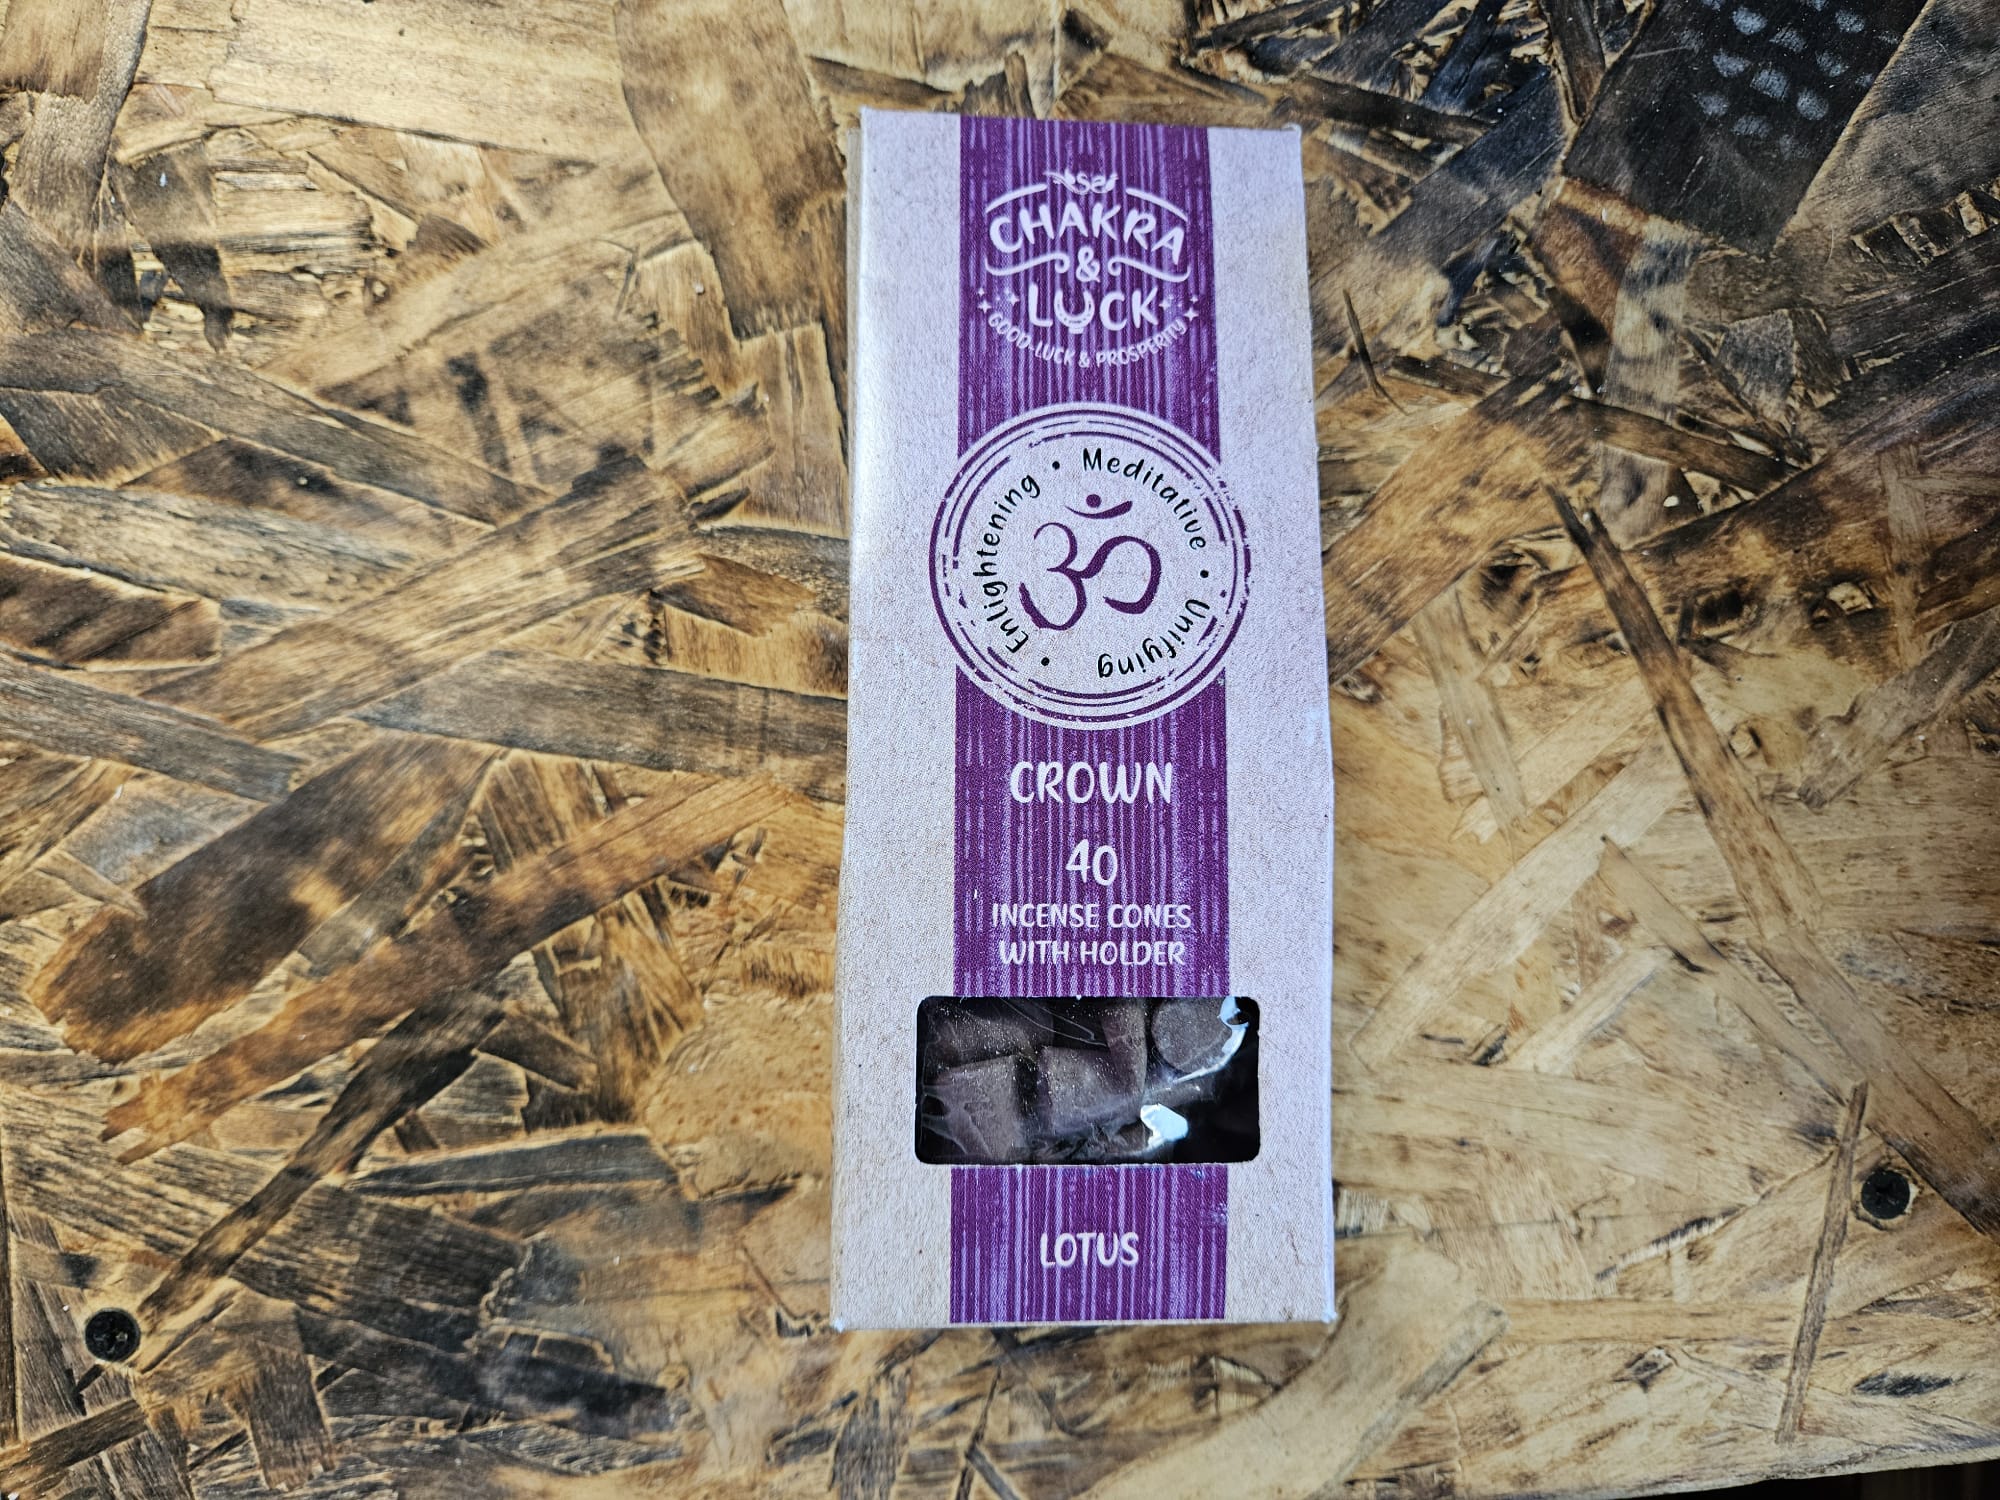 CHAKRA
&
LUCK
GOOD-LUCK & PROSPERITY
Enlightening • Meditative • Unifying •
ॐ
CROWN
40
INCENSE CONES
WITH HOLDER
LOTUS